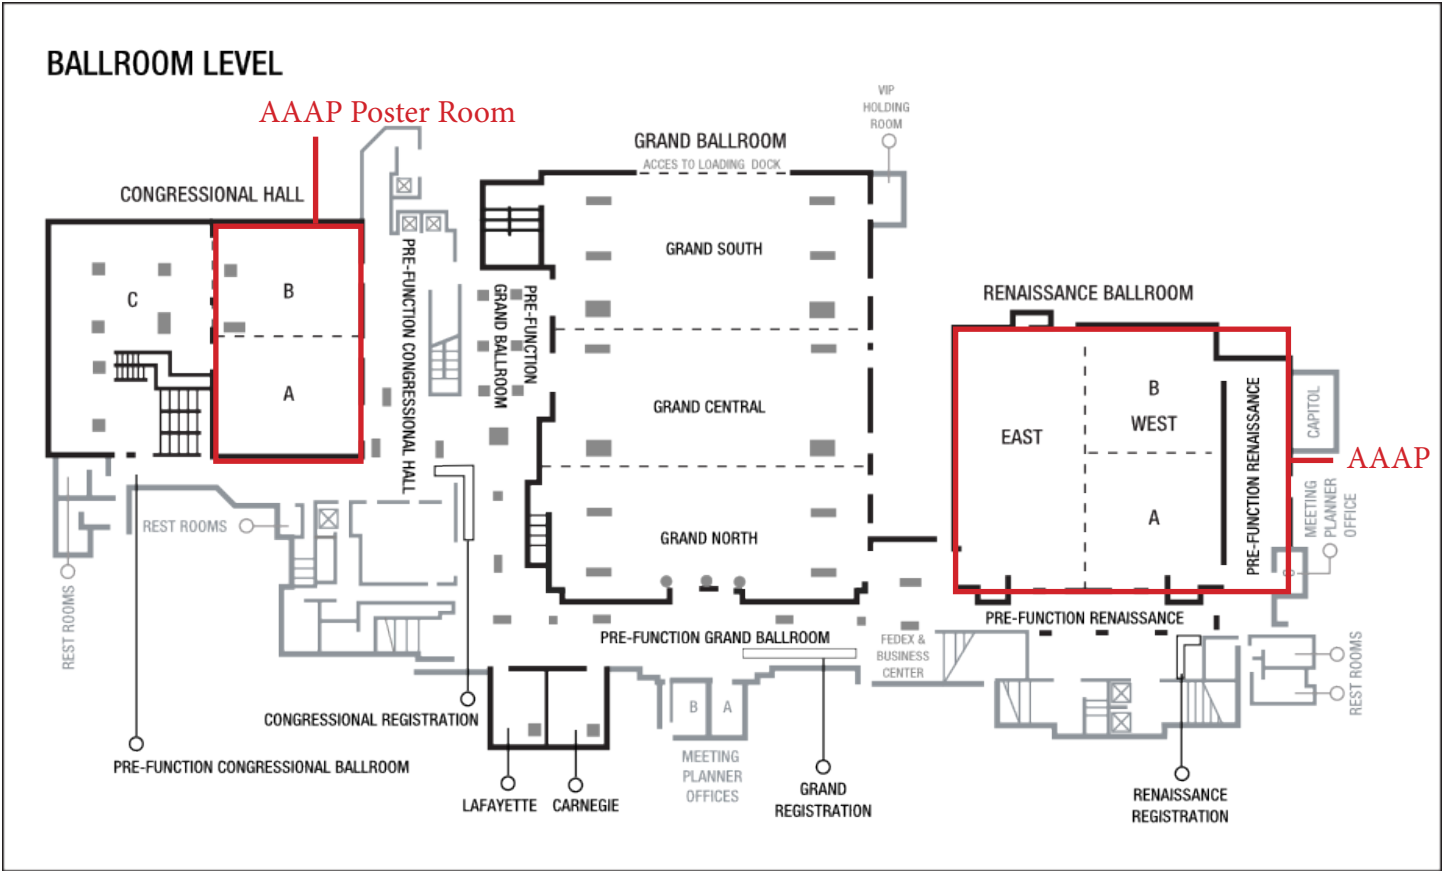 BALLROOM LEVEL
AAAP Poster Room
VIP
HOLDING
ROOM
GRAND BALLROOM
ACCES TO LOADING DOCK
CONGRESSIONAL HALL
GRAND SOUTH
PRE-FUNCTION CONGRESSIONAL HALL
B
C
PRE-FUNCTION
GRAND BALLROOM
RENAISSANCE BALLROOM
A
GRAND CENTRAL
B
WEST
EAST
PRE-FUNCTION RENAISSANCE
CAPITOL
AAAP
MEETING
PLANNER
OFFICE
A
REST ROOMS
GRAND NORTH
REST ROOMS
PRE-FUNCTION RENAISSANCE
PRE-FUNCTION GRAND BALLROOM
FEDEX &
BUSINESS
CENTER
REST ROOMS
B
A
CONGRESSIONAL REGISTRATION
MEETING
PLANNER
OFFICES
PRE-FUNCTION CONGRESSIONAL BALLROOM
LAFAYETTE
CARNEGIE
GRAND
REGISTRATION
RENAISSANCE
REGISTRATION